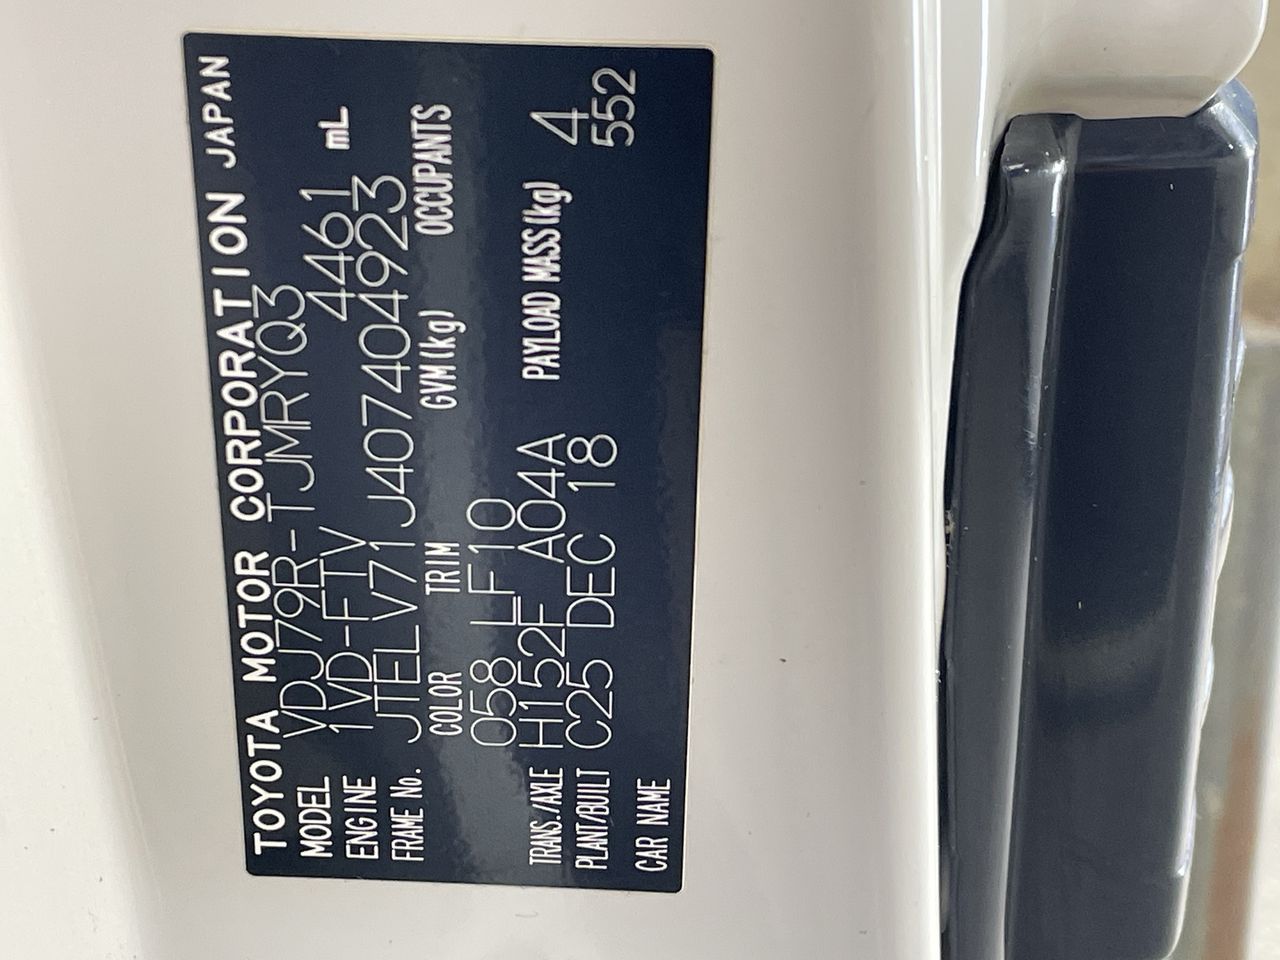 TOYOTA MOTOR CORPORATION JAPAN
MODEL VDJ79R-TJMRYQ3
ENGINE 1VD-FTV 4461 mL
FRAME No. JTELV71J407404923
COLOR TRIM GVM(kg) OCCUPANTS
058 LF10
TRANS./AXLE H152F A04A PAYLOAD MASS(kg) 4
PLANT/BUILT C25 DEC 18 552
CAR NAME